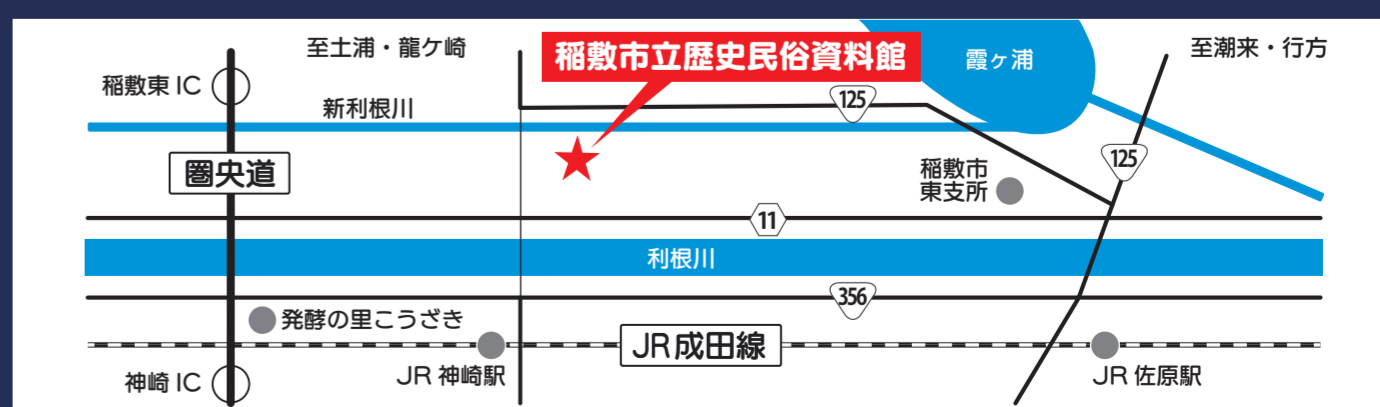 至土浦・龍ケ崎
稲敷市立歴史民俗資料館
霞ヶ浦
至潮来・行方
稲敷東 IC
新利根川
125
125
圏央道
稲敷市
東支所
11
利根川
356
発酵の里こうざき
JR成田線
神崎 IC
JR 神崎駅
JR 佐原駅